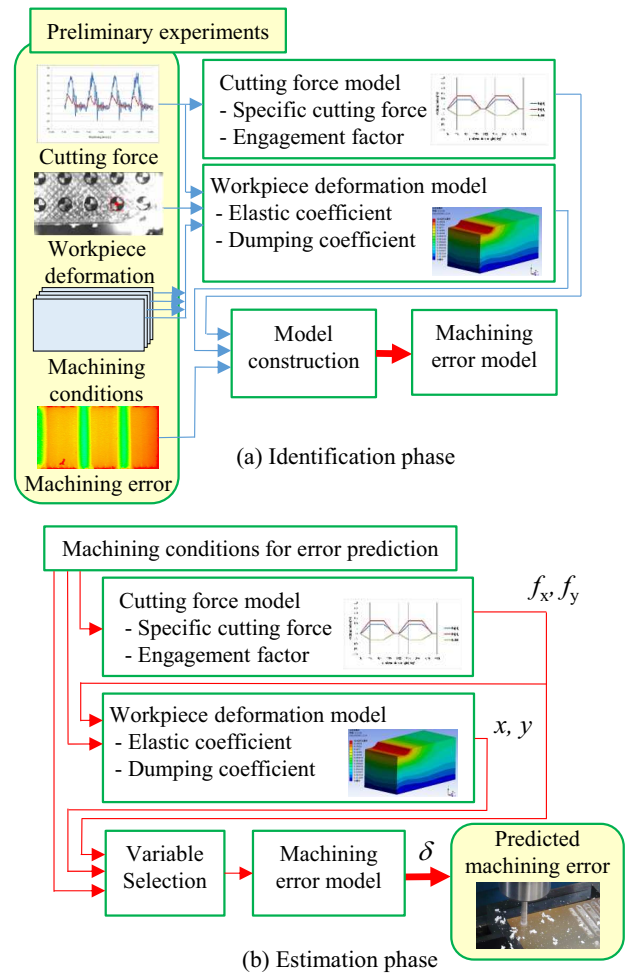 Preliminary experiments
Cutting force
Workpiece
deformation
Machining
conditions
Machining error
Cutting force model
- Specific cutting force
- Engagement factor
Workpiece deformation model
- Elastic coefficient
- Dumping coefficient
Model
construction
Machining
error model
(a) Identification phase
Machining conditions for error prediction
Cutting force model
- Specific cutting force
- Engagement factor
fx, fy
Workpiece deformation model
- Elastic coefficient
- Dumping coefficient
x, y
Variable
Selection
Machining
error model
δ
Predicted
machining error
(b) Estimation phase